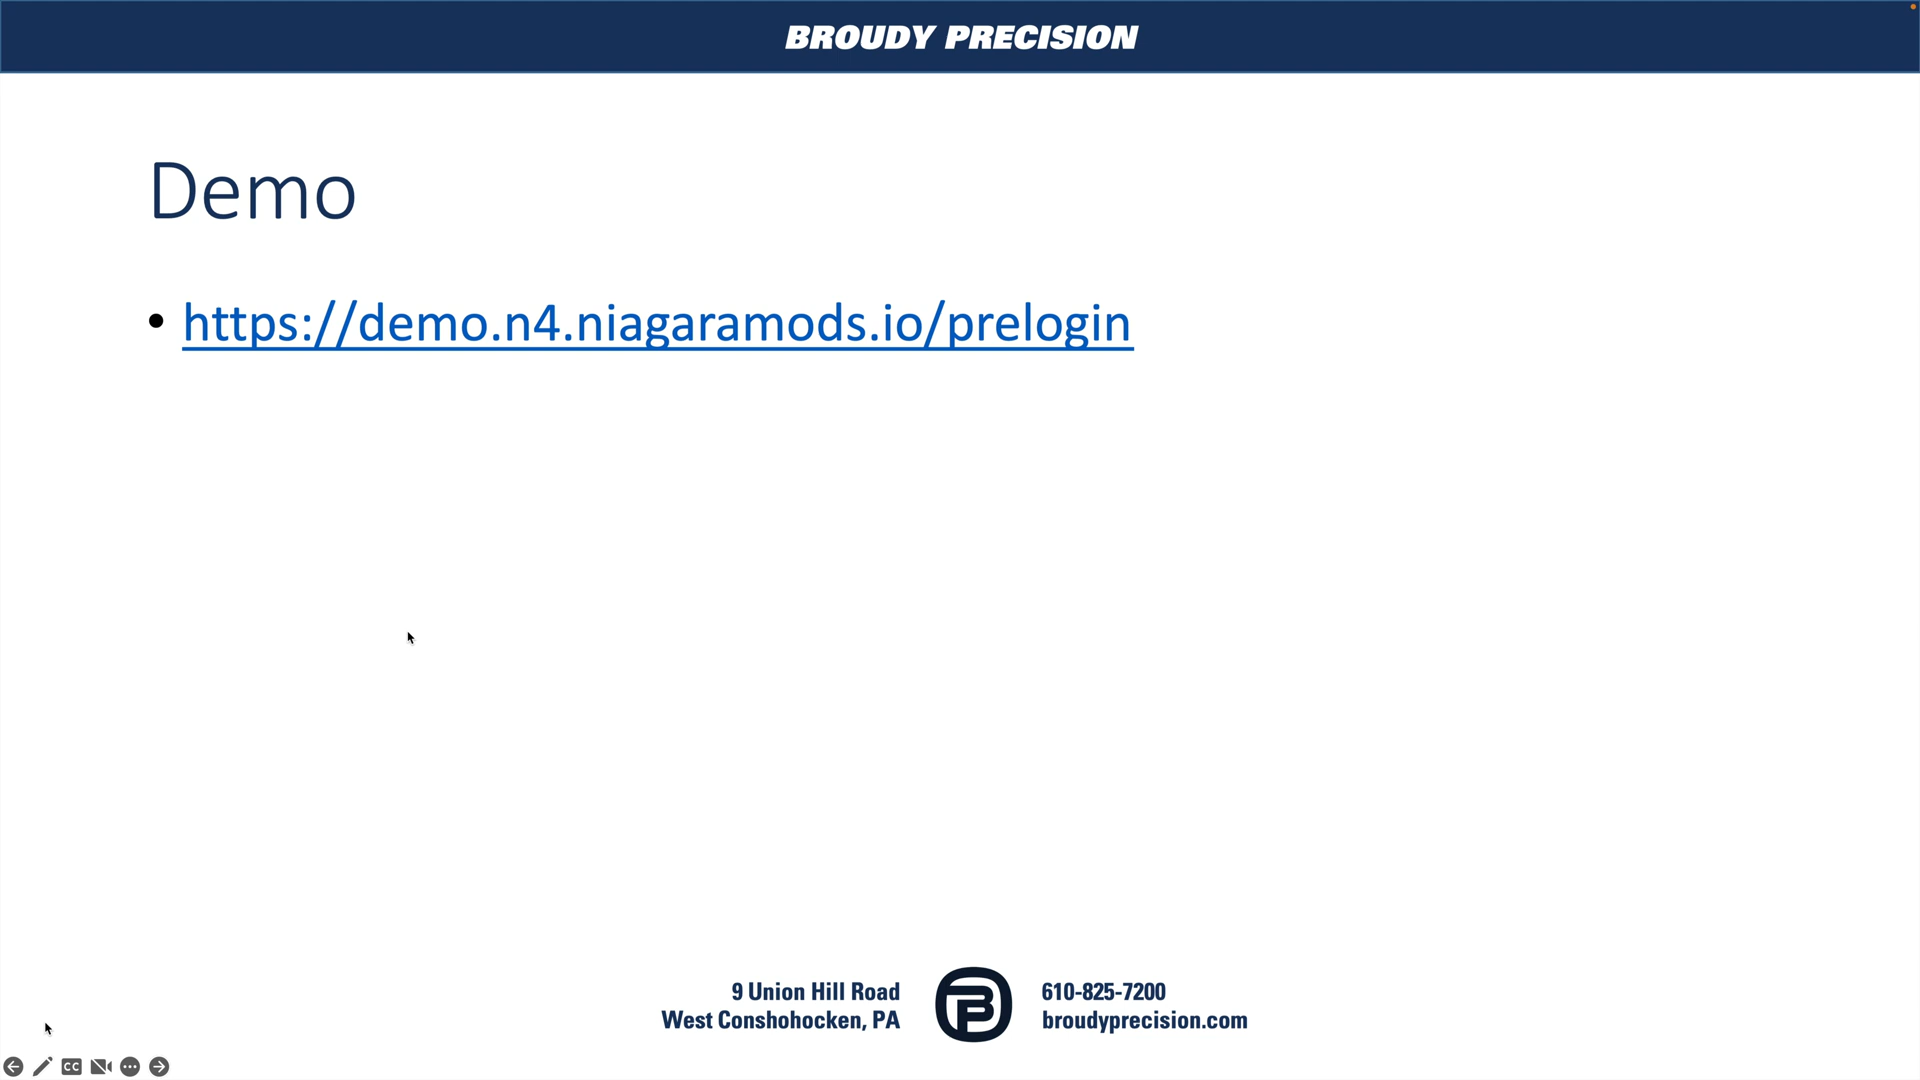 BROUDY PRECISION
Demo
• https://demo.n4.niagaramods.io/prelogin
9 Union Hill Road
West Conshohocken, PA
610-825-7200
broudyprecision.com
CC